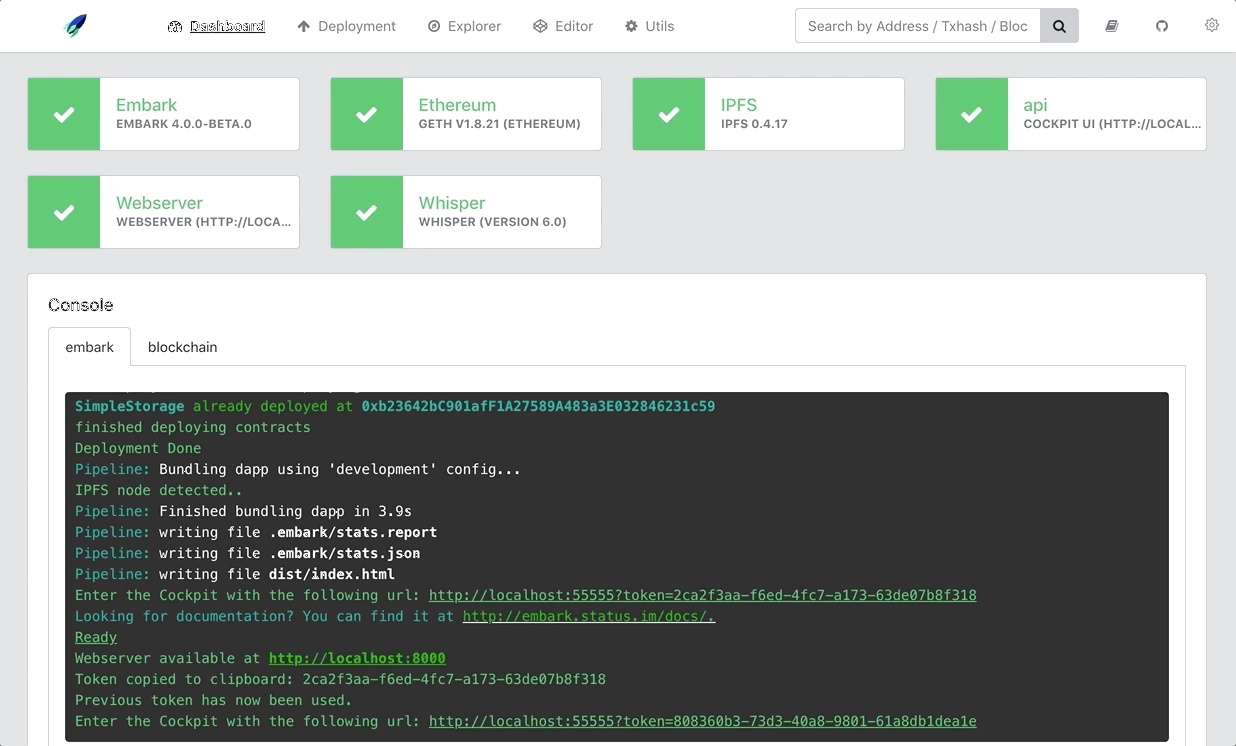 Dashboard Deployment Explorer Editor Utils Search by Address / Txhash / Bloc
Embark
EMBARK 4.0.0-BETA.0
Ethereum
GETH V1.8.21 (ETHEREUM)
IPFS
IPFS 0.4.17
api
COCKPIT UI (HTTP://LOCAL...
Webserver
WEBSERVER (HTTP://LOCA...
Whisper
WHISPER (VERSION 6.0)
Console
embark blockchain
SimpleStorage already deployed at 0xb23642bC901afF1A27589A483a3E032846231c59
finished deploying contracts
Deployment Done
Pipeline: Bundling dapp using 'development' config...
IPFS node detected..
Pipeline: Finished bundling dapp in 3.9s
Pipeline: writing file .embark/stats.report
Pipeline: writing file .embark/stats.json
Pipeline: writing file dist/index.html
Enter the Cockpit with the following url: http://localhost:55555?token=2ca2f3aa-f6ed-4fc7-a173-63de07b8f318
Looking for documentation? You can find it at http://embark.status.im/docs/.
Ready
Webserver available at http://localhost:8000
Token copied to clipboard: 2ca2f3aa-f6ed-4fc7-a173-63de07b8f318
Previous token has now been used.
Enter the Cockpit with the following url: http://localhost:55555?token=808360b3-73d3-40a8-9801-61a8db1dea1e